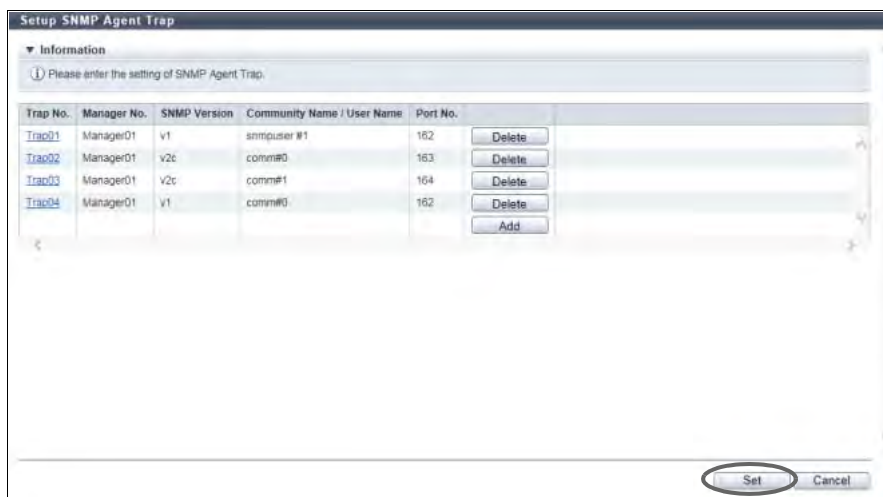 Setup SNMP Agent Trap
▼ Information
Please enter the setting of SNMP Agent Trap.
Trap No. Manager No. SNMP Version Community Name / User Name Port No.
Trap01 Manager01 v1 snmpuser #1 162 Delete
Trap02 Manager01 v2c comm#0 163 Delete
Trap03 Manager01 v2c comm#1 164 Delete
Trap04 Manager01 v1 comm#0 162 Delete
Add
Set Cancel